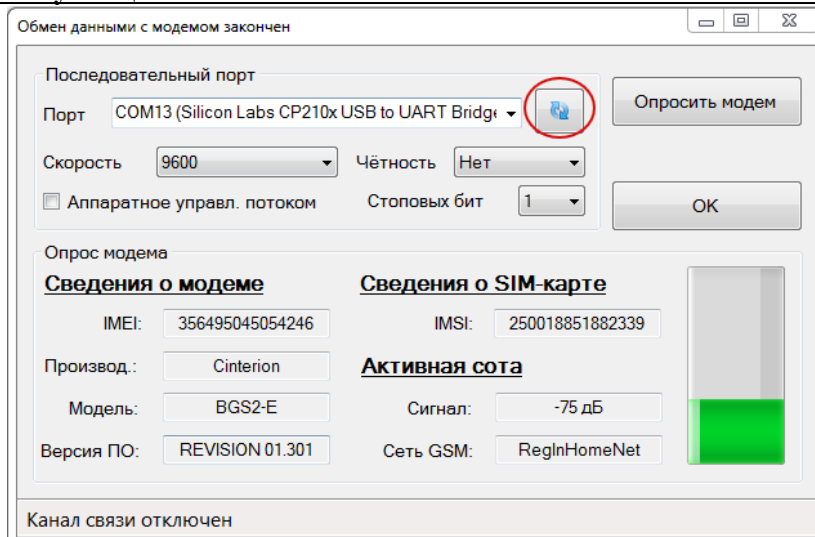 Обмен данными с модемом закончен
Последовательный порт
Порт COM13 (Silicon Labs CP210x USB to UART Bridge
Опросить модем
Скорость 9600 Чётность Нет
Аппаратное управл. потоком Стоповых бит 1
OK
Опрос модема
Сведения о модеме Сведения о SIM-карте
IMEI: 356495045054246 IMSI: 250018851882339
Производ.: Cinterion Активная сота
Модель: BGS2-E Сигнал: -75 дБ
Версия ПО: REVISION 01.301 Сеть GSM: RegInHomeNet
Канал связи отключен